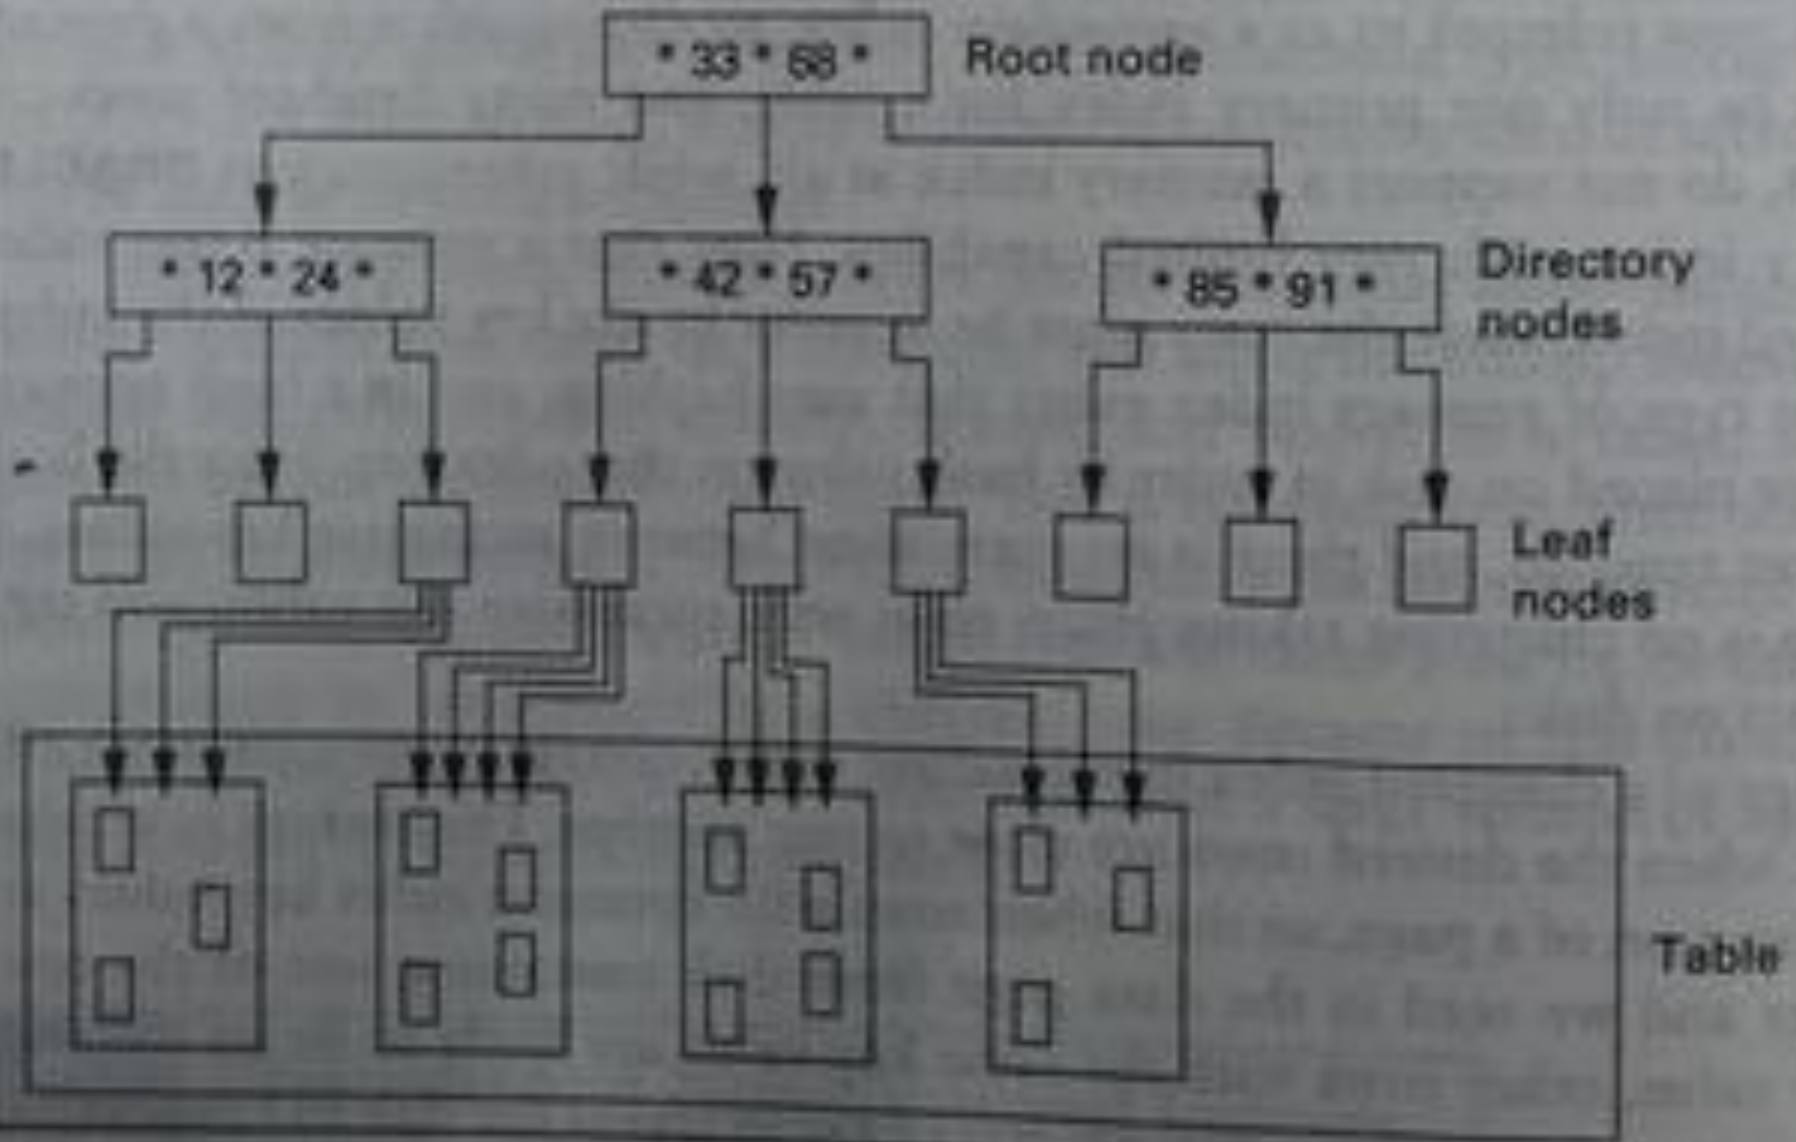 * 33 * 68 *
Root node
* 12 * 24 *
* 42 * 57 *
* 85 * 91 *
Directory
nodes
Leaf
nodes
Table